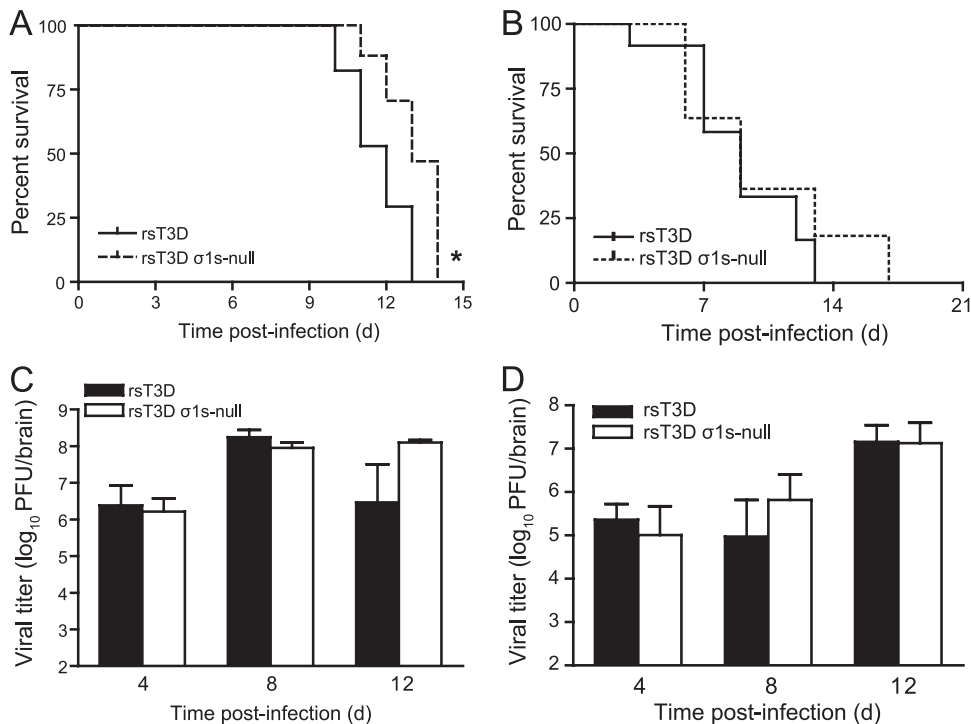 A
Percent survival
100
75
50
25
0
rsT3D
rsT3D σ1s-null
*
0 3 6 9 12 15
Time post-infection (d)
B
Percent survival
100
75
50
25
0
rsT3D
rsT3D σ1s-null
0 7 14 21
Time post-infection (d)
C
rsT3D
rsT3D σ1s-null
Viral titer (log10 PFU/brain)
9
8
7
6
5
4
3
2
4 8 12
Time post-infection (d)
D
rsT3D
rsT3D σ1s-null
Viral titer (log10 PFU/brain)
7
7
5
5
4
3
2
4 8 12
Time post-infection (d)